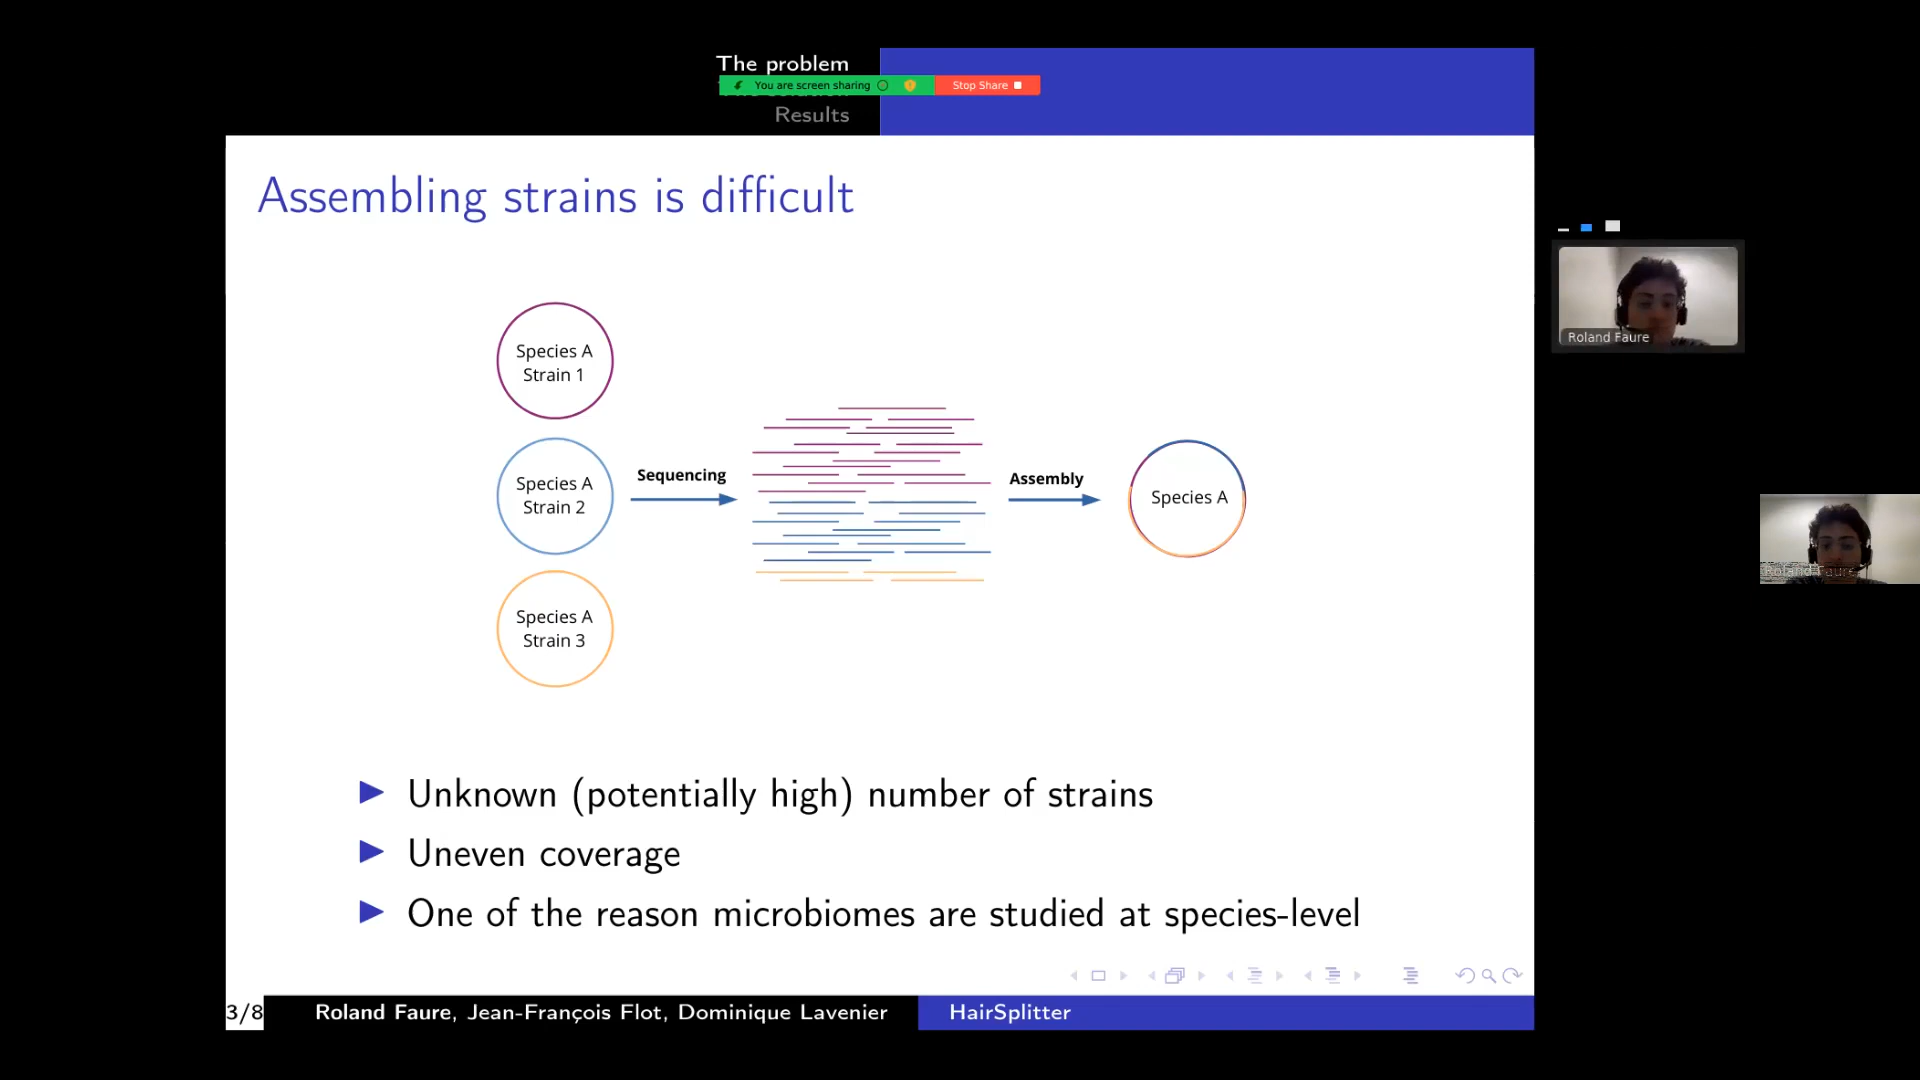 The problem
You are screen sharing
Stop Share
Results
Assembling strains is difficult
Species A
Strain 1
Species A
Strain 2
Species A
Strain 3
Sequencing
Assembly
Species A
Unknown (potentially high) number of strains
Uneven coverage
One of the reason microbiomes are studied at species-level
3/8
Roland Faure, Jean-François Flot, Dominique Lavenier
HairSplitter
Roland Faure
Roland Faure